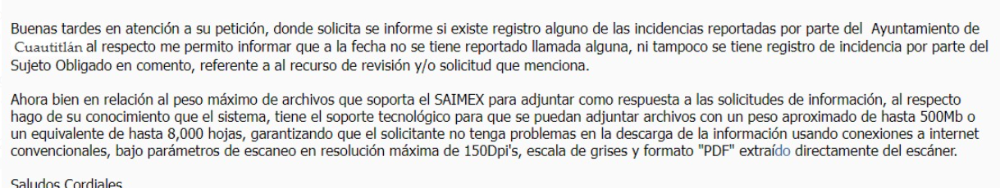 Buenas tardes en atención a su petición, donde solicita se informe si existe registro alguno de las incidencias reportadas por parte del Ayuntamiento de
Cuautitlán al respecto me permito informar que a la fecha no se tiene reportado llamada alguna, ni tampoco se tiene registro de incidencia por parte del
Sujeto Obligado en comento, referente a al recurso de revisión y/o solicitud que menciona.
Ahora bien en relación al peso máximo de archivos que soporta el SAIMEX para adjuntar como respuesta a las solicitudes de información, al respecto
hago de su conocimiento que el sistema, tiene el soporte tecnológico para que se puedan adjuntar archivos con un peso aproximado de hasta 500Mb o
un equivalente de hasta 8,000 hojas, garantizando que el solicitante no tenga problemas en la descarga de la información usando conexiones a internet
convencionales, bajo parámetros de escaneo en resolución máxima de 150Dpi's, escala de grises y formato "PDF" extraído directamente del escáner.
Saludos Cordiales